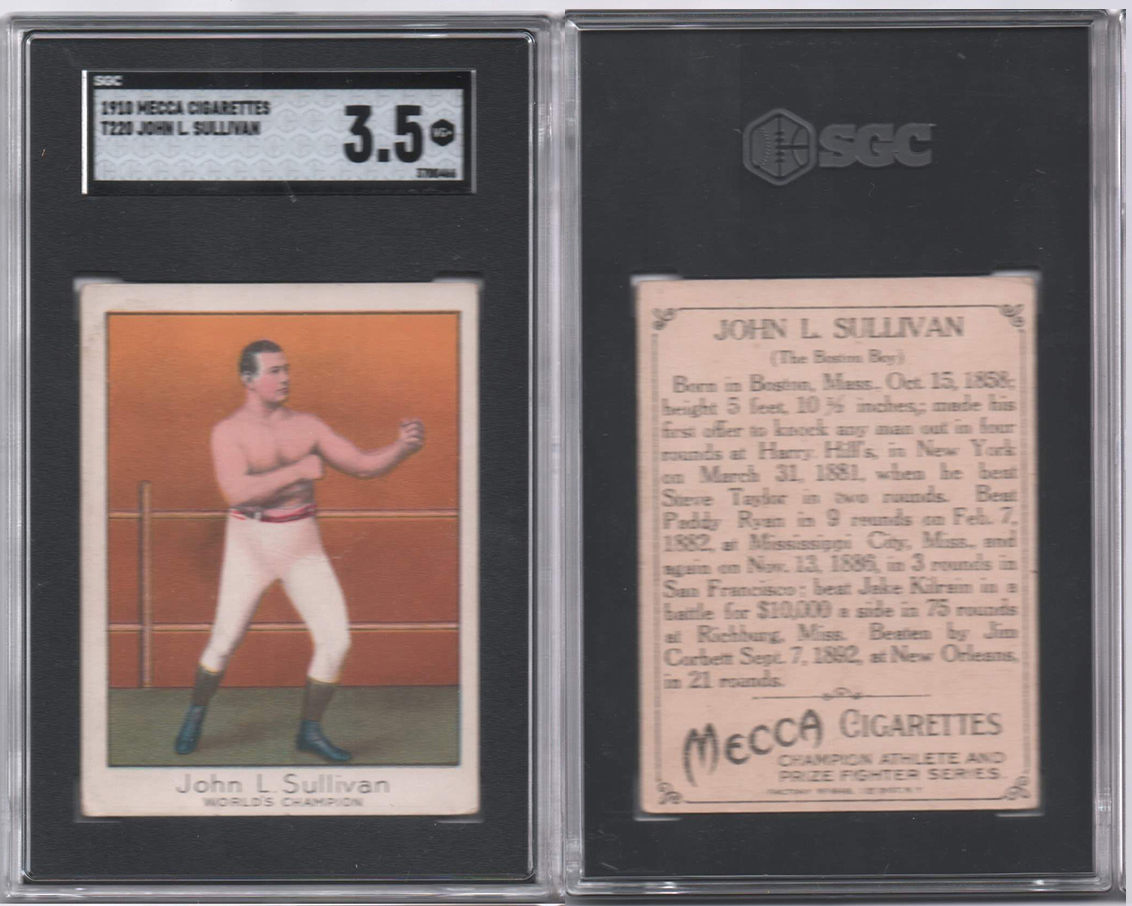 SGC
1910 MECCA CIGARETTES
T220 JOHN L. SULLIVAN
3.5
VG+
3700466
John L. Sullivan
WORLD'S CHAMPION
SGC
JOHN L. SULLIVAN
(The Boston Boy)
Born in Boston, Mass. Oct. 15, 1858;
height 5 feet, 10 ½ inches; made his
first offer to knock any man out in four
rounds at Harry Hill's, in New York
on March 31, 1881, when he beat
Steve Taylor in two rounds. Beat
Paddy Ryan in 9 rounds on Feb. 7,
1882, at Mississippi City, Miss., and
again on Nov. 13, 1886, in 3 rounds in
San Francisco; beat Jake Kilrain in a
battle for $10,000 a side in 75 rounds
at Richburg, Miss. Beaten by Jim
Corbett Sept. 7, 1892, at New Orleans,
in 21 rounds.
MECCA CIGARETTES
CHAMPION ATHLETE AND
PRIZE FIGHTER SERIES.
FACTORY DIST. N.Y.